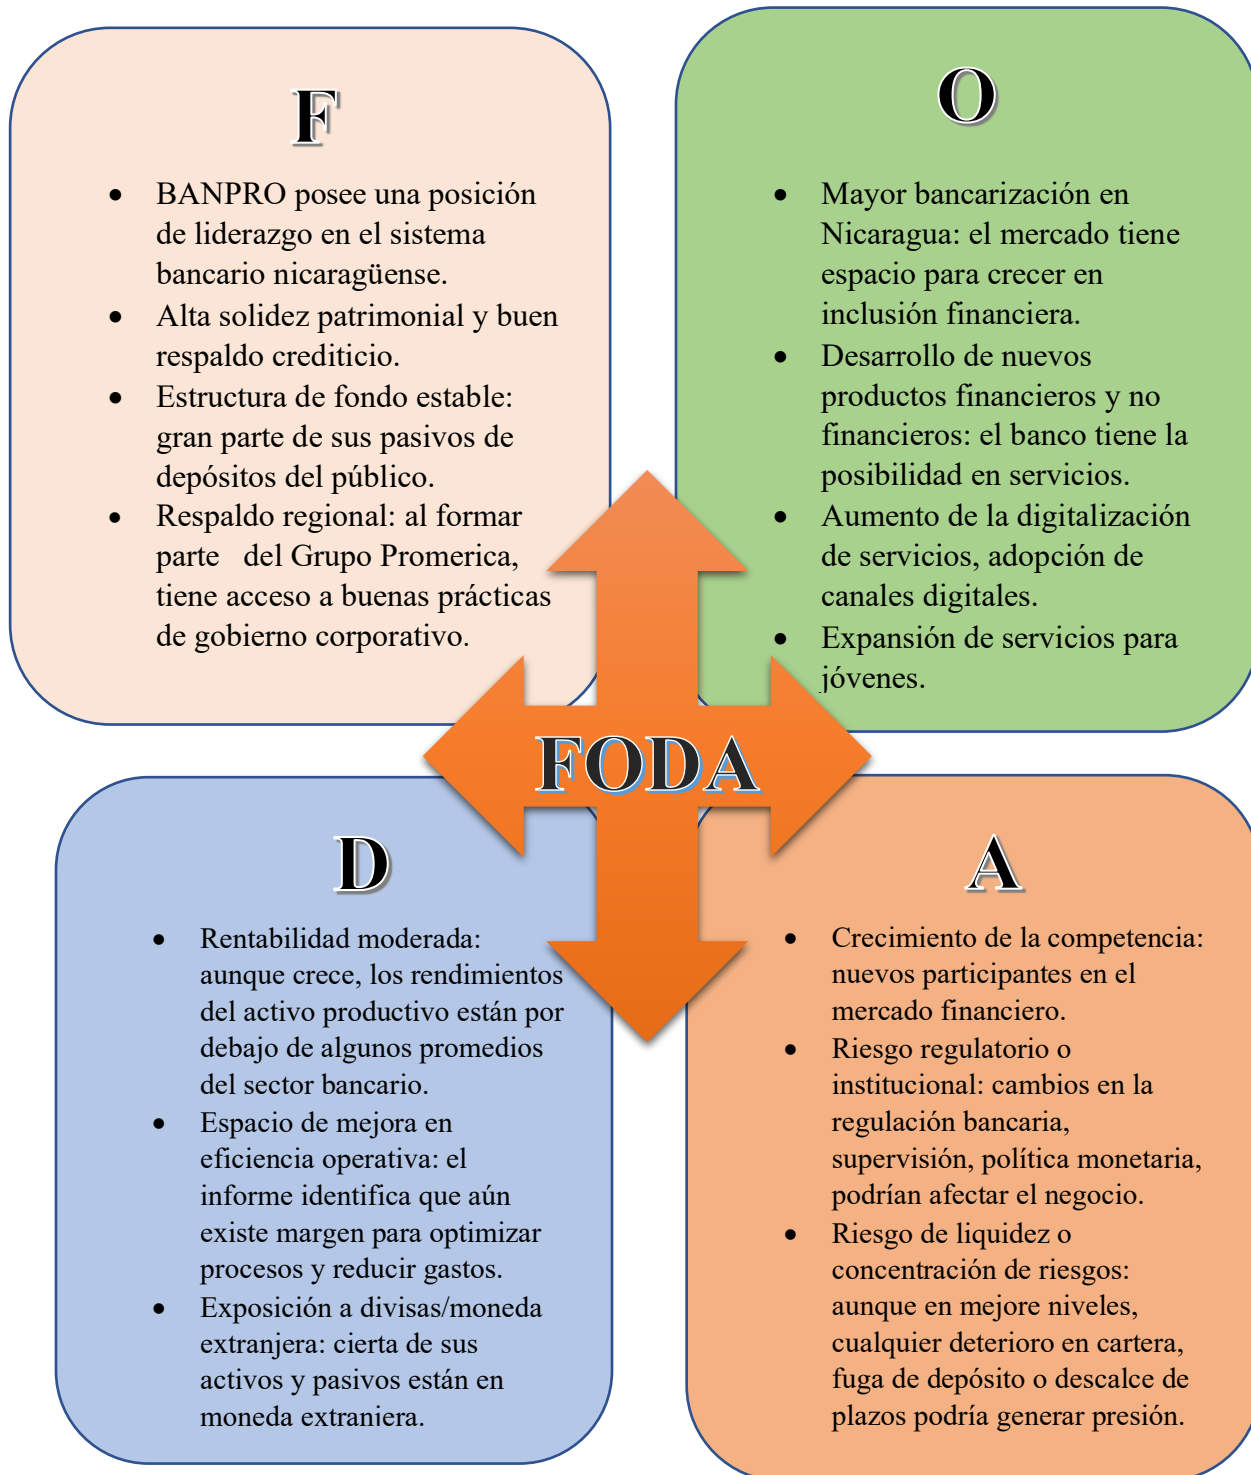 F
• BANPRO posee una posición
de liderazgo en el sistema
bancario nicaragüense.
• Alta solidez patrimonial y buen
respaldo crediticio.
• Estructura de fondo estable:
gran parte de sus pasivos de
depósitos del público.
• Respaldo regional: al formar
parte del Grupo Promerica,
tiene acceso a buenas prácticas
de gobierno corporativo.
O
• Mayor bancarización en
Nicaragua: el mercado tiene
espacio para crecer en
inclusión financiera.
• Desarrollo de nuevos
productos financieros y no
financieros: el banco tiene la
posibilidad en servicios.
• Aumento de la digitalización
de servicios, adopción de
canales digitales.
• Expansión de servicios para
jóvenes.
FODA
D
• Rentabilidad moderada:
aunque crece, los rendimientos
del activo productivo están por
debajo de algunos promedios
del sector bancario.
• Espacio de mejora en
eficiencia operativa: el
informe identifica que aún
existe margen para optimizar
procesos y reducir gastos.
• Exposición a divisas/moneda
extranjera: cierta de sus
activos y pasivos están en
moneda extranjera.
A
• Crecimiento de la competencia:
nuevos participantes en el
mercado financiero.
• Riesgo regulatorio o
institucional: cambios en la
regulación bancaria,
supervisión, política monetaria,
podrían afectar el negocio.
• Riesgo de liquidez o
concentración de riesgos:
aunque en mejore niveles,
cualquier deterioro en cartera,
fuga de depósito o descalce de
plazos podría generar presión.